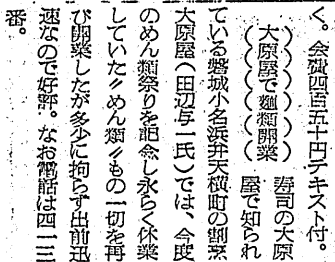 く。会費四百五十円テキスト付。
大原屋で麵類開業
寿司の大原
屋で知られ
ている磐城小名浜弁天横町の割烹
大原屋(田辺与一氏)では、今度
のめん類祭りを記念し永らく休業
していた〃めん類〃もの一切を再
び開業したが多少に拘らず出前迅
速なので好評。なお電話は四一三
番。